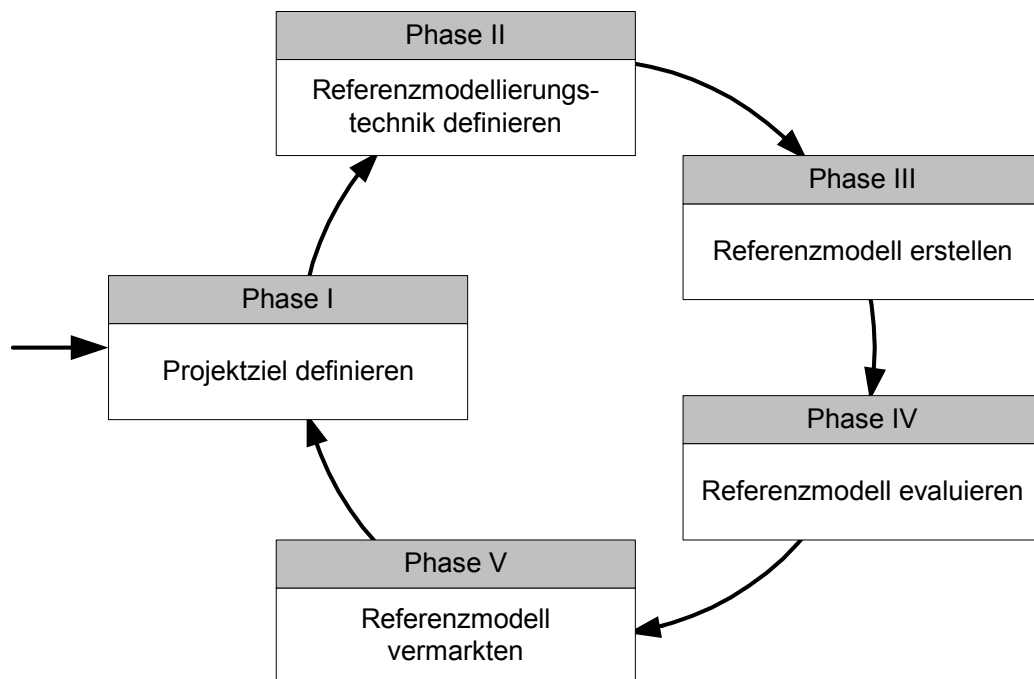 Phase I
Projektziel definieren
Phase II
Referenzmodellierungs-
technik definieren
Phase III
Referenzmodell erstellen
Phase IV
Referenzmodell evaluieren
Phase V
Referenzmodell
vermarkten